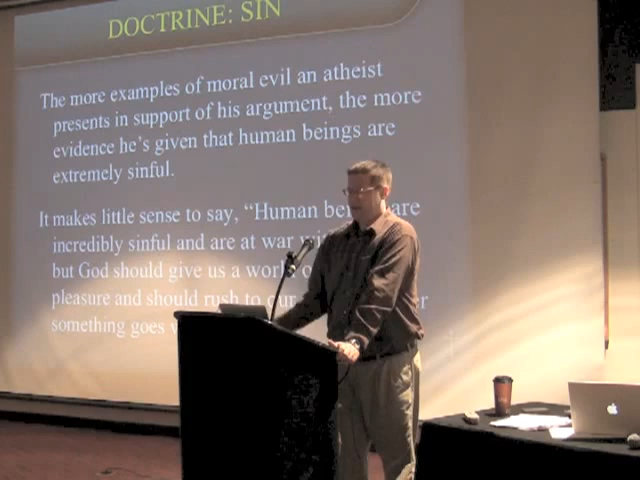 DOCTRINE: SIN
The more examples of moral evil an atheist
presents in support of his argument, the more
evidence he's given that human beings are
extremely sinful.
It makes little sense to say, “Human are
incredibly sinful and are at war
but God should give us a world
pleasure and should rush to
something goes